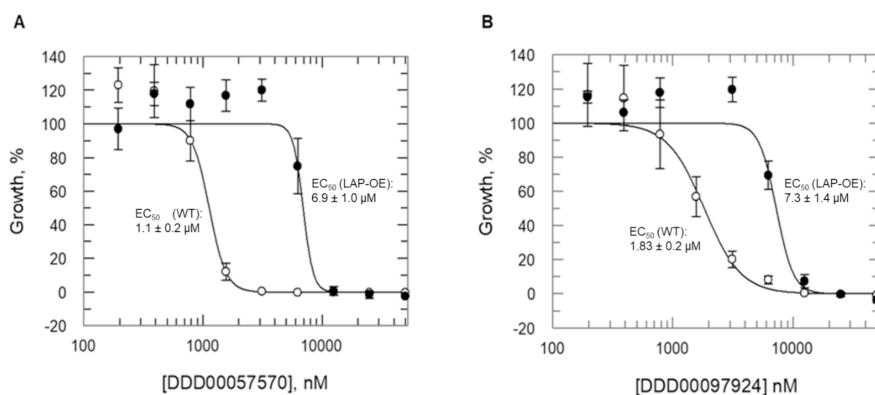 A
Growth, %
140
120
100
80
60
40
20
0
-20
100
1000
10000
[DDD00057570], nM
EC50 (WT):
1.1 ± 0.2 µM
EC50 (LAP-OE):
6.9 ± 1.0 µM
B
Growth, %
140
120
100
80
60
40
20
0
-20
100
1000
10000
[DDD00097924] nM
EC50 (WT):
1.83 ± 0.2 µM
EC50 (LAP-OE):
7.3 ± 1.4 µM